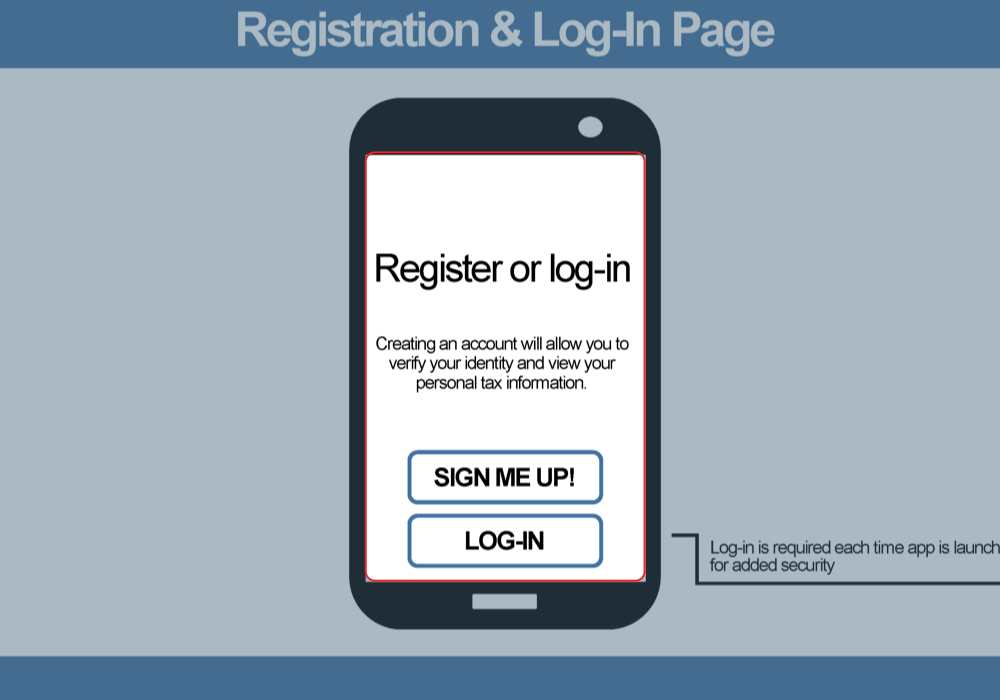 Registration & Log-In Page
Register or log-in
Creating an account will allow you to
verify your identity and view your
personal tax information.
SIGN ME UP!
LOG-IN
Log-in is required each time app is launch
for added security